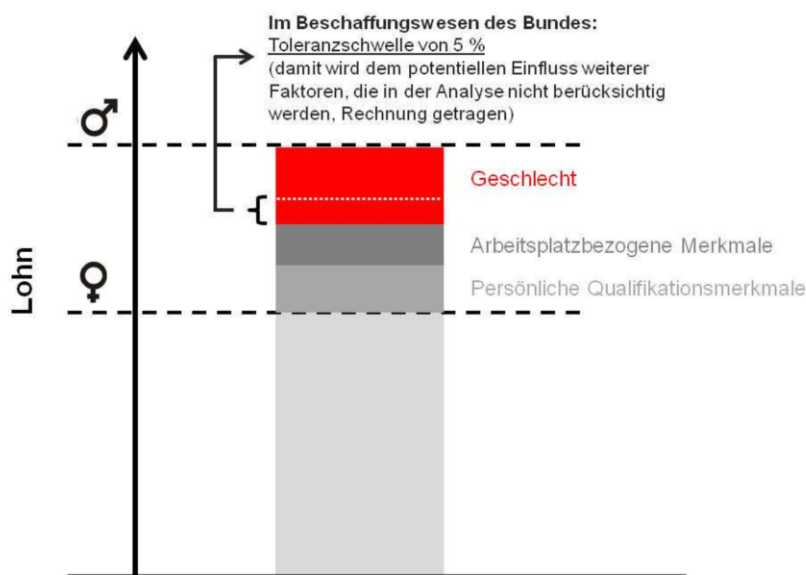 Im Beschaffungswesen des Bundes:
Toleranzschwelle von 5 %
(damit wird dem potentiellen Einfluss weiterer
Faktoren, die in der Analyse nicht berücksichtig
werden, Rechnung getragen)
Geschlecht
Arbeitsplatzbezogene Merkmale
Persönliche Qualifikationsmerkmale
Lohn